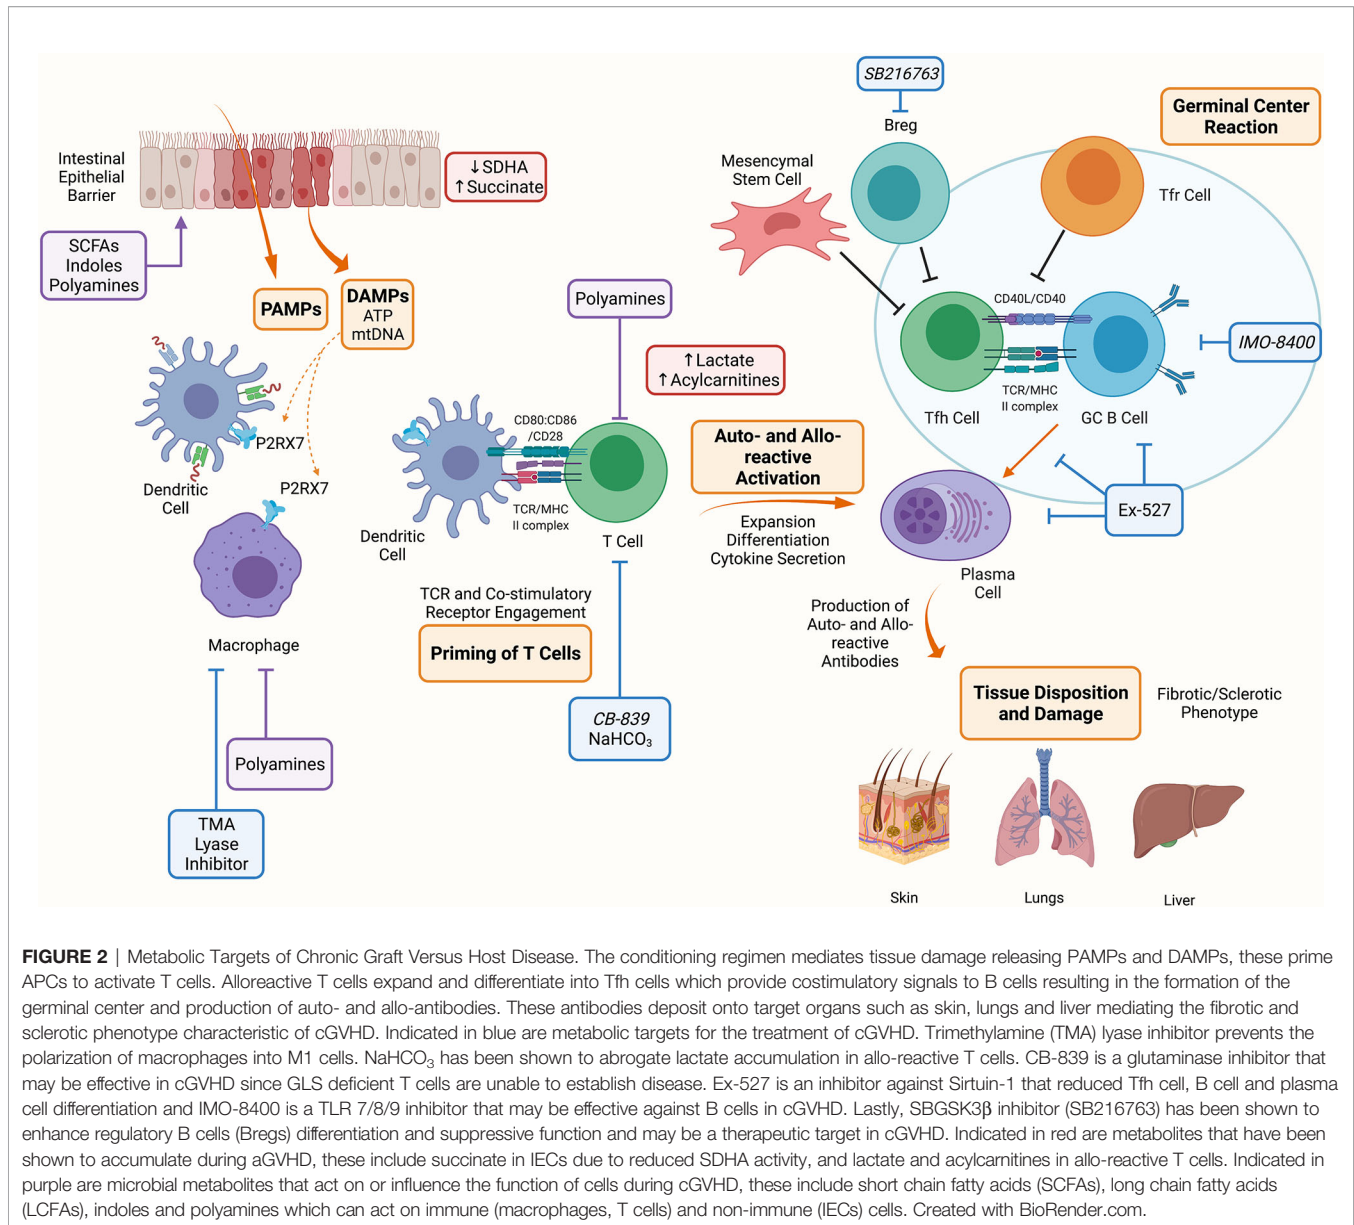 SB216763
Breg
Germinal Center
Reaction
Mesencymal
Stem Cell
Tfr Cell
Intestinal
Epithelial
Barrier
↓SDHA
↑Succinate
SCFAs
Indoles
Polyamines
PAMPs
DAMPs
ATP
mtDNA
Polyamines
CD40L/CD40
IMO-8400
↑Lactate
↑Acylcarnitines
TCR/MHC
II complex
Tfh Cell
GC B Cell
P2RX7
CD80:CD86
/CD28
Auto- and Allo-
reactive
Activation
Dendritic
Cell
P2RX7
TCR/MHC
II complex
Dendritic
Cell
T Cell
Expansion
Differentiation
Cytokine Secretion
Ex-527
Plasma
Cell
TCR and Co-stimulatory
Receptor Engagement
Priming of T Cells
Production of
Auto- and Allo-
reactive
Antibodies
Macrophage
Tissue Disposition
and Damage
Fibrotic/Sclerotic
Phenotype
CB-839
NaHCO₃
Polyamines
TMA
Lyase
Inhibitor
Skin
Lungs
Liver
FIGURE 2 | Metabolic Targets of Chronic Graft Versus Host Disease. The conditioning regimen mediates tissue damage releasing PAMPs and DAMPs, these prime
APCs to activate T cells. Alloreactive T cells expand and differentiate into Tfh cells which provide costimulatory signals to B cells resulting in the formation of the
germinal center and production of auto- and allo-antibodies. These antibodies deposit onto target organs such as skin, lungs and liver mediating the fibrotic and
sclerotic phenotype characteristic of cGVHD. Indicated in blue are metabolic targets for the treatment of cGVHD. Trimethylamine (TMA) lyase inhibitor prevents the
polarization of macrophages into M1 cells. NaHCO₃ has been shown to abrogate lactate accumulation in allo-reactive T cells. CB-839 is a glutaminase inhibitor that
may be effective in cGVHD since GLS deficient T cells are unable to establish disease. Ex-527 is an inhibitor against Sirtuin-1 that reduced Tfh cell, B cell and plasma
cell differentiation and IMO-8400 is a TLR 7/8/9 inhibitor that may be effective against B cells in cGVHD. Lastly, SBGSK3β inhibitor (SB216763) has been shown to
enhance regulatory B cells (Bregs) differentiation and suppressive function and may be a therapeutic target in cGVHD. Indicated in red are metabolites that have been
shown to accumulate during aGVHD, these include succinate in IECs due to reduced SDHA activity, and lactate and acylcarnitines in allo-reactive T cells. Indicated in
purple are microbial metabolites that act on or influence the function of cells during cGVHD, these include short chain fatty acids (SCFAs), long chain fatty acids
(LCFAs), indoles and polyamines which can act on immune (macrophages, T cells) and non-immune (IECs) cells. Created with BioRender.com.